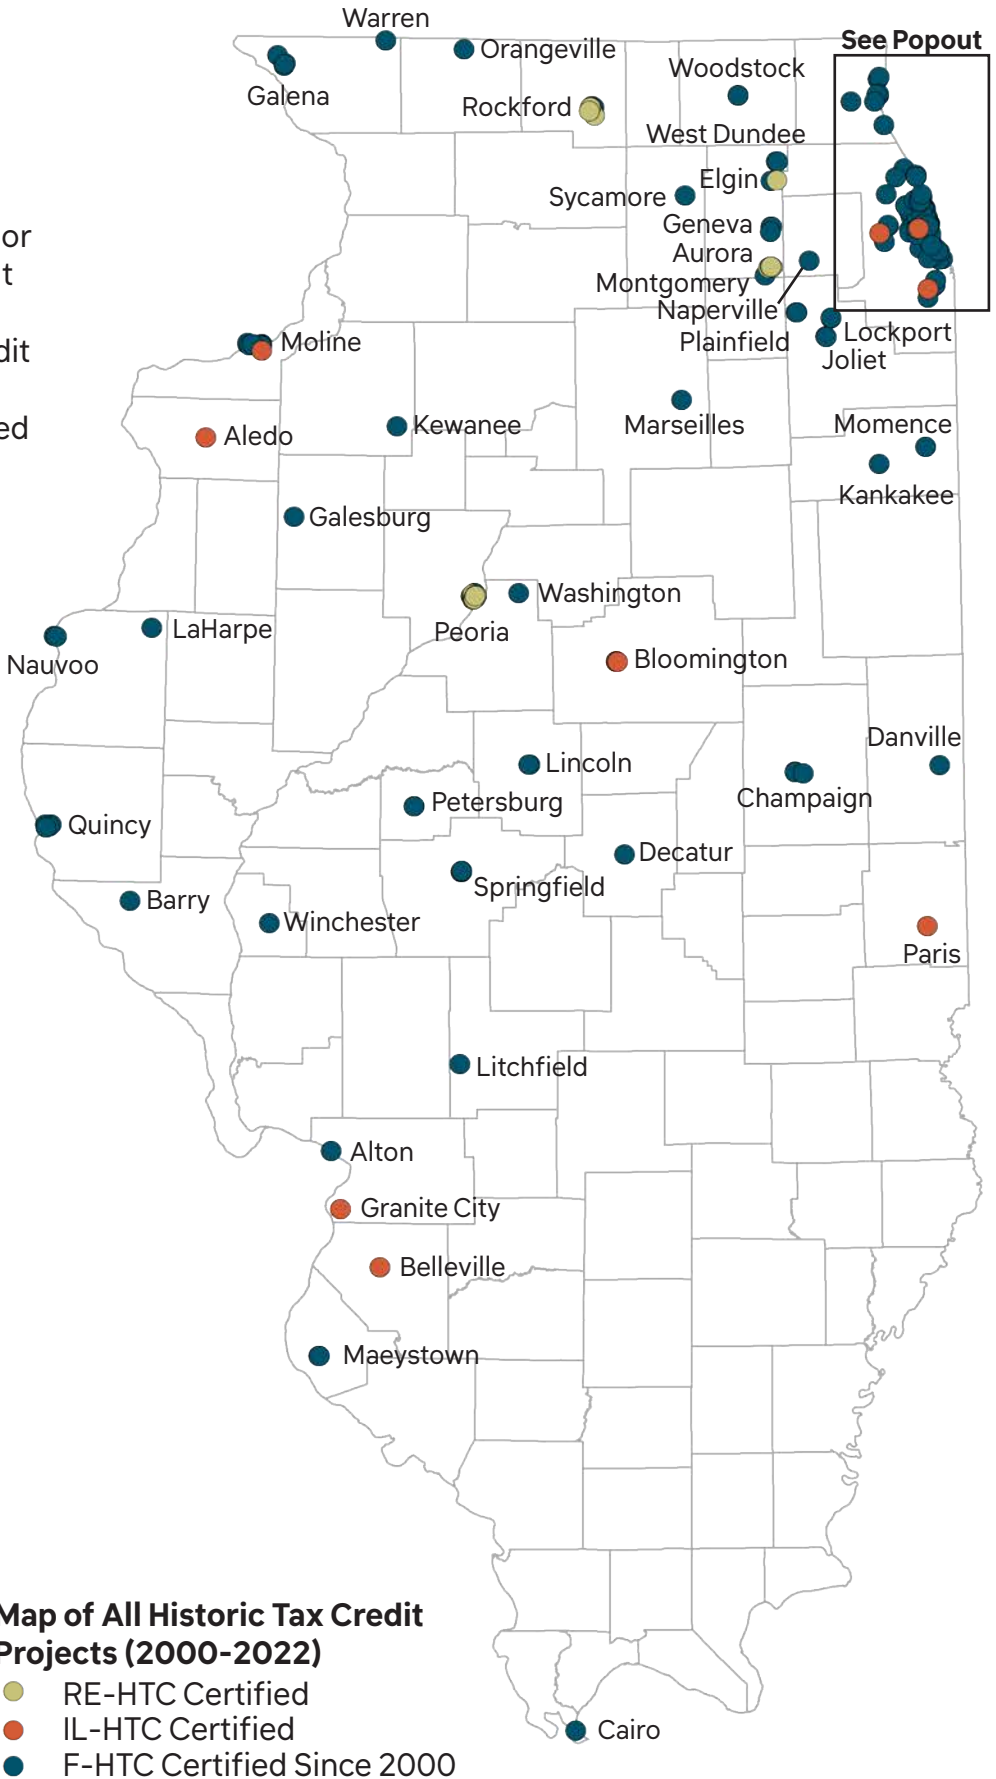 Warren
See Popout
Orangeville
Woodstock
Galena
Rockford
West Dundee
Elgin
Sycamore
Geneva
or
Aurora
t
Montgomery
Naperville
Lockport
Plainfield
Moline
dit
Joliet
Marseilles
Momence
Kewanee
ed
Aledo
Kankakee
Galesburg
Washington
Peoria
LaHarpe
Nauvoo
Bloomington
Danville
Lincoln
Champaign
Petersburg
Quincy
Decatur
Springfield
Barry
Winchester
Paris
Litchfield
Alton
Granite City
Belleville
Maeystown
Map of All Historic Tax Credit
Projects (2000-2022)
RE-HTC Certified
IL-HTC Certified
Cairo
F-HTC Certified Since 2000